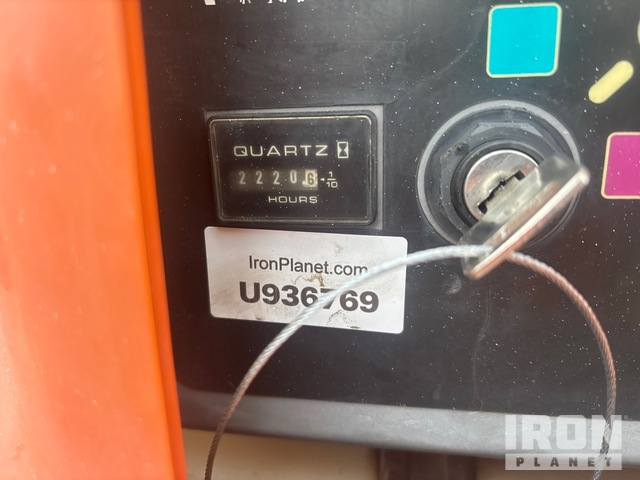 QUARTZ
2220.6 1/10
HOURS
IronPlanet.com
U936769
IRON
PLANET